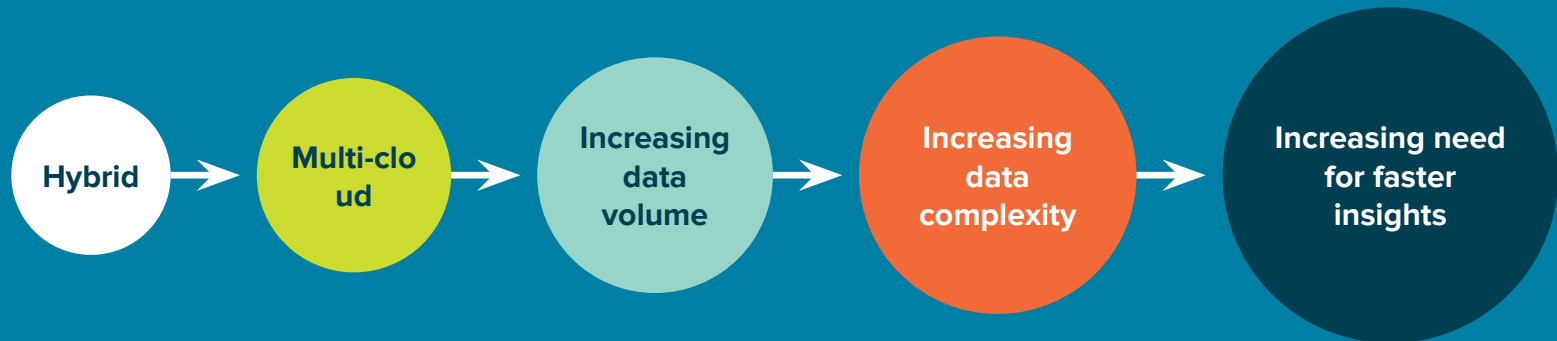 Hybrid
Multi-clo
ud
Increasing
data
volume
Increasing
data
complexity
Increasing need
for faster
insights